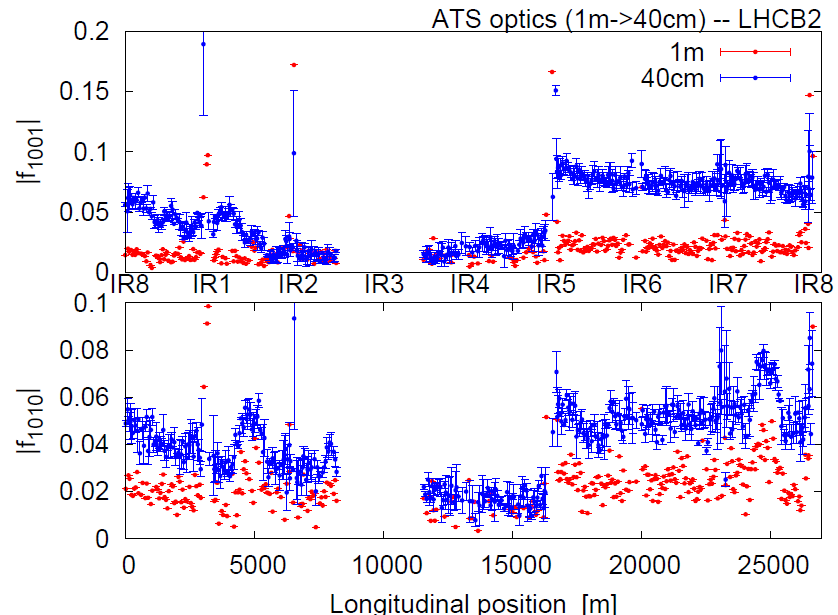 ATS optics (1m->40cm) -- LHCB2
1m
40cm
|f1001|
0.2
0.15
0.1
0.05
0
IR8 IR1 IR2 IR3 IR4 IR5 IR6 IR7 IR8
|f1010|
0.1
0.08
0.06
0.04
0.02
0
0 5000 10000 15000 20000 25000
Longitudinal position [m]